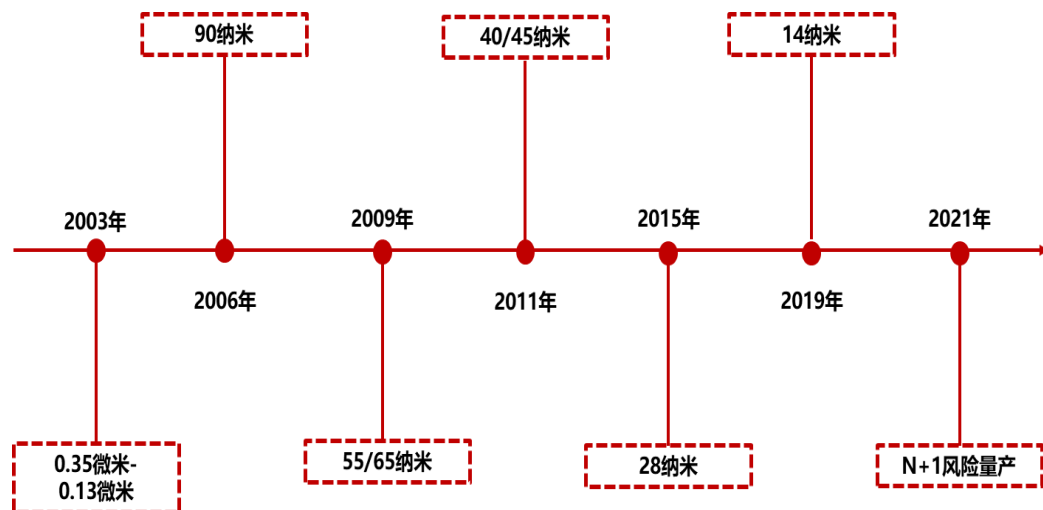 90纳米
40/45纳米
14纳米
2003年
2009年
2015年
2021年
2006年
2011年
2019年
0.35微米-
0.13微米
55/65纳米
28纳米
N+1风险量产